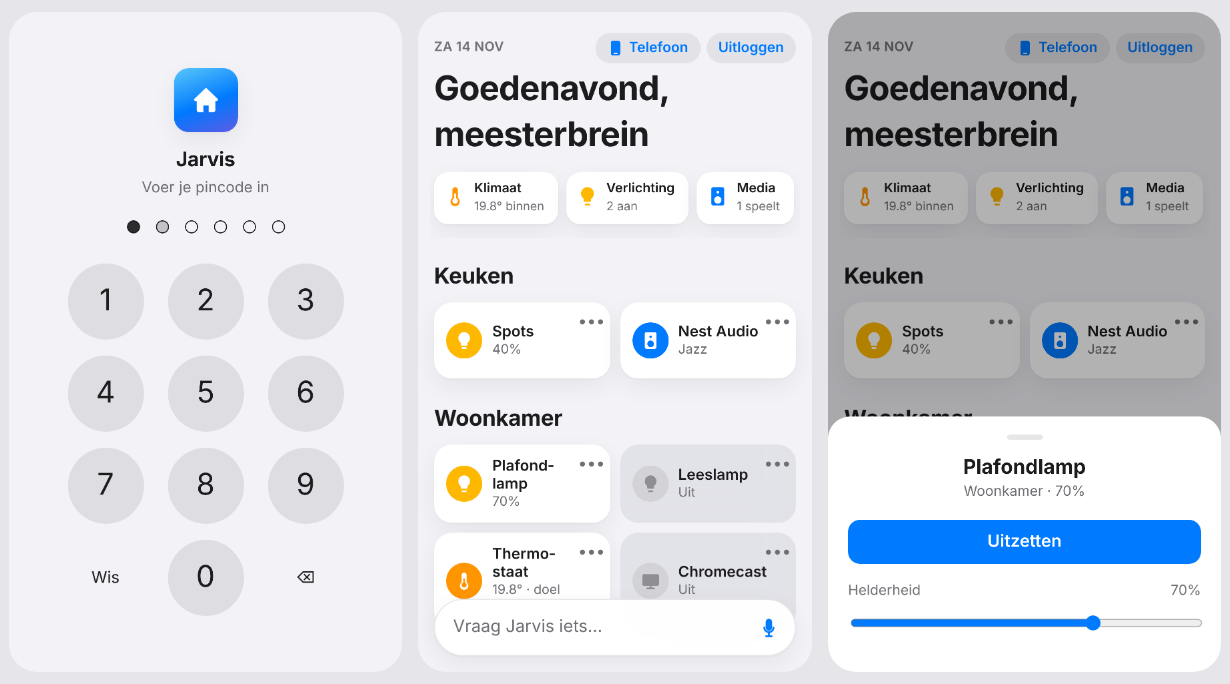 Jarvis
Voer je pincode in
1 2 3
4 5 6
7 8 9
Wis 0
ZA 14 NOV
Telefoon
Uitloggen
Goedenavond,
meesterbrein
Klimaat
19.8° binnen
Verlichting
2 aan
Media
1 speelt
Keuken
Spots
40%
Nest Audio
Jazz
Woonkamer
Plafond-
lamp
70%
Leeslamp
Uit
Thermo-
staat
19.8° · doel
Chromecast
Uit
Vraag Jarvis iets...
ZA 14 NOV
Telefoon
Uitloggen
Goedenavond,
meesterbrein
Klimaat
19.8° binnen
Verlichting
2 aan
Media
1 speelt
Keuken
Spots
40%
Nest Audio
Jazz
Woonkamer
Plafondlamp
Woonkamer · 70%
Uitzetten
Helderheid
70%